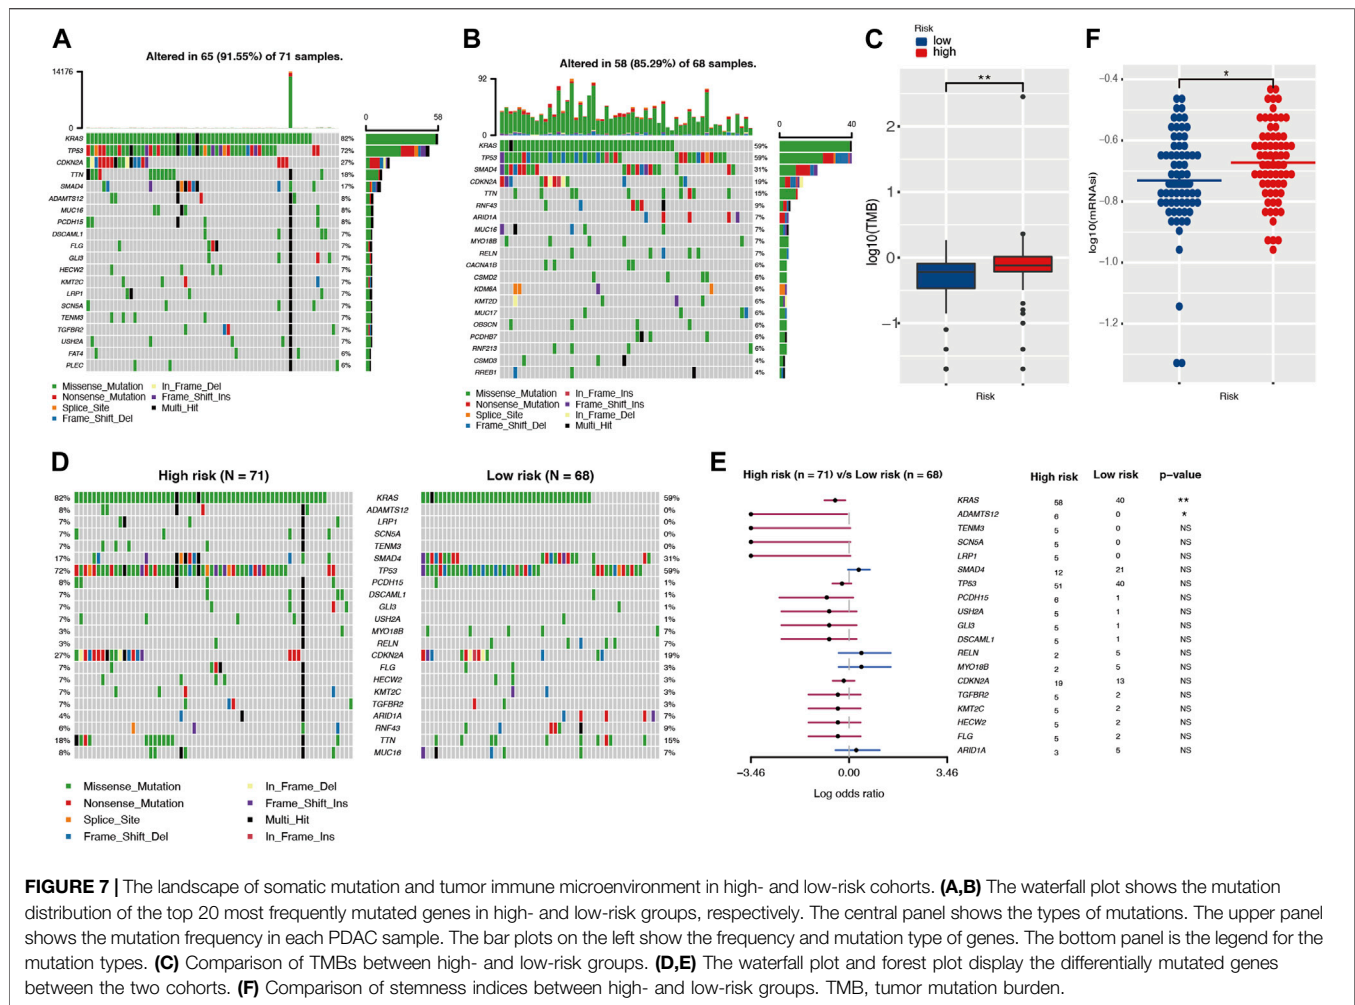 A
Altered in 65 (91.55%) of 71 samples.
14176
0
0 58
KRAS 82%
TP53 72%
CDKN2A 27%
TTN 18%
SMAD4 17%
ADAMTS12 8%
MUC16 8%
PCDH15 8%
DSCAML1 7%
FLG 7%
GLI3 7%
HECW2 7%
KMT2C 7%
LRP1 7%
SCN5A 7%
TENM3 7%
TGFBR2 7%
USH2A 7%
FAT4 6%
PLEC 6%
Missense_Mutation In_Frame_Del
Nonsense_Mutation Frame_Shift_Ins
Splice_Site Multi_Hit
Frame_Shift_Del
B
Altered in 58 (85.29%) of 68 samples.
92
0
0 40
KRAS 59%
TP53 59%
SMAD4 31%
CDKN2A 19%
TTN 15%
RNF43 9%
ARID1A 7%
MUC16 7%
MYO18B 7%
RELN 7%
CACNA1B 6%
CSMD2 6%
KDM6A 6%
KMT2D 6%
MUC17 6%
OBSCN 6%
PCDHB7 6%
RNF213 6%
CSMD3 4%
RREB1 4%
Missense_Mutation In_Frame_Ins
Nonsense_Mutation Frame_Shift_Ins
Splice_Site In_Frame_Del
Frame_Shift_Del Multi_Hit
C
Risk
low
high
**
log10(TMB)
2
1
0
−1
Risk
F
*
log10(mRNAsi)
−0.4
−0.6
−0.8
−1.0
−1.2
Risk
D
High risk (N = 71) Low risk (N = 68)
82% KRAS 59%
8% ADAMTS12 0%
7% LRP1 0%
7% SCN5A 0%
7% TENM3 0%
17% SMAD4 31%
72% TP53 59%
8% PCDH15 1%
7% DSCAML1 1%
7% GLI3 1%
7% USH2A 1%
3% MYO18B 7%
3% RELN 7%
27% CDKN2A 19%
7% FLG 3%
7% HECW2 3%
7% KMT2C 3%
7% TGFBR2 3%
4% ARID1A 7%
6% RNF43 9%
18% TTN 15%
8% MUC16 7%
Missense_Mutation In_Frame_Del
Nonsense_Mutation Frame_Shift_Ins
Splice_Site Multi_Hit
Frame_Shift_Del In_Frame_Ins
E
High risk (n = 71) v/s Low risk (n = 68) High risk Low risk p−value
KRAS 58 40 **
ADAMTS12 6 0 *
TENM3 5 0 NS
SCN5A 5 0 NS
LRP1 5 0 NS
SMAD4 12 21 NS
TP53 51 40 NS
PCDH15 6 1 NS
USH2A 5 1 NS
GLI3 5 1 NS
DSCAML1 5 1 NS
RELN 2 5 NS
MYO18B 2 5 NS
CDKN2A 19 13 NS
TGFBR2 5 2 NS
KMT2C 5 2 NS
HECW2 5 2 NS
FLG 5 2 NS
ARID1A 3 5 NS
−3.46 0.00 3.46
Log odds ratio
FIGURE 7 | The landscape of somatic mutation and tumor immune microenvironment in high- and low-risk cohorts. (A,B) The waterfall plot shows the mutation
distribution of the top 20 most frequently mutated genes in high- and low-risk groups, respectively. The central panel shows the types of mutations. The upper panel
shows the mutation frequency in each PDAC sample. The bar plots on the left show the frequency and mutation type of genes. The bottom panel is the legend for the
mutation types. (C) Comparison of TMBs between high- and low-risk groups. (D,E) The waterfall plot and forest plot display the differentially mutated genes
between the two cohorts. (F) Comparison of stemness indices between high- and low-risk groups. TMB, tumor mutation burden.